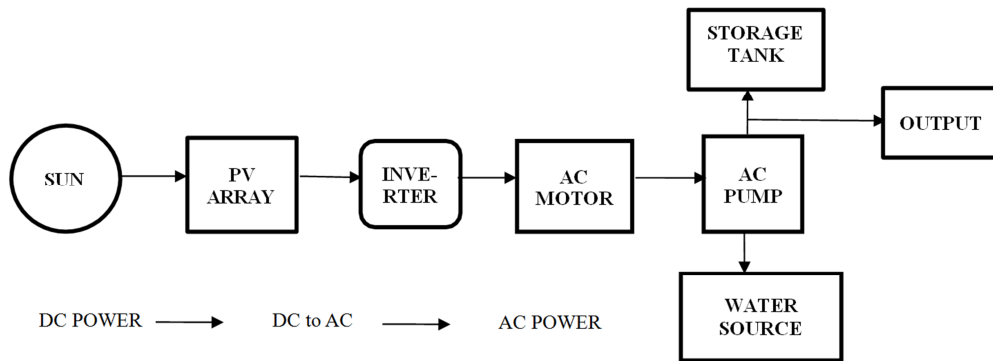 STORAGE
TANK
OUTPUT
SUN
PV
ARRAY
INVE-
RTER
AC
MOTOR
AC
PUMP
WATER
SOURCE
DC POWER
DC to AC
AC POWER